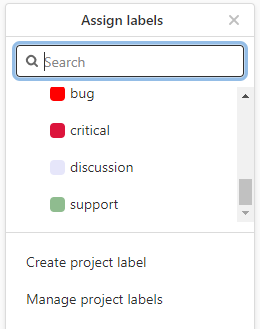 Assign labels
Search
bug
critical
discussion
support
Create project label
Manage project labels